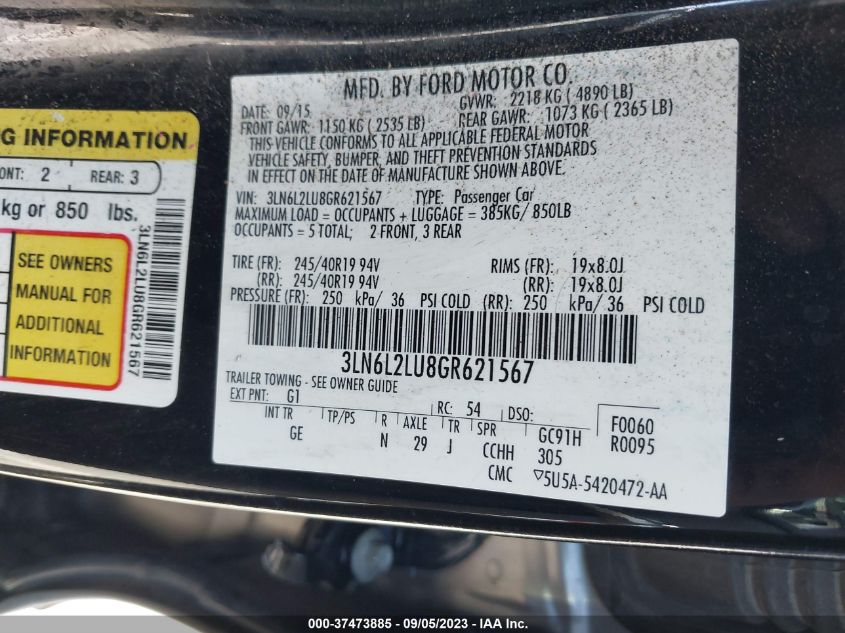 G INFORMATION
ONT: 2 REAR: 3
kg or 850 lbs.
SEE OWNERS
MANUAL FOR
ADDITIONAL
INFORMATION
3LN6L2LU8GR621567
MFD. BY FORD MOTOR CO.
DATE: 09/15 GVWR: 2218 KG ( 4890 LB)
FRONT GAWR: 1150 KG ( 2535 LB) REAR GAWR: 1073 KG ( 2365 LB)
THIS VEHICLE CONFORMS TO ALL APPLICABLE FEDERAL MOTOR
VEHICLE SAFETY, BUMPER, AND THEFT PREVENTION STANDARDS
IN EFFECT ON THE DATE OF MANUFACTURE SHOWN ABOVE.
VIN: 3LN6L2LU8GR621567 TYPE: Passenger Car
MAXIMUM LOAD = OCCUPANTS + LUGGAGE = 385KG/ 850LB
OCCUPANTS = 5 TOTAL; 2 FRONT, 3 REAR
TIRE (FR): 245/40R19 94V RIMS (FR): 19x8.0J
(RR): 245/40R19 94V (RR): 19x8.0J
PRESSURE (FR): 250 kPa/ 36 PSI COLD (RR): 250 kPa/ 36 PSI COLD
3LN6L2LU8GR621567
TRAILER TOWING - SEE OWNER GUIDE
EXT PNT: G1 RC: 54 DSO:
INT TR TP/PS R AXLE TR SPR GC91H F0060
GE N 29 J CCHH 305 R0095
CMC ▽5U5A-5420472-AA
000-37473885 - 09/05/2023 - IAA Inc.